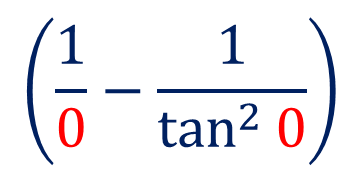 (1/0 − 1/tan² 0)